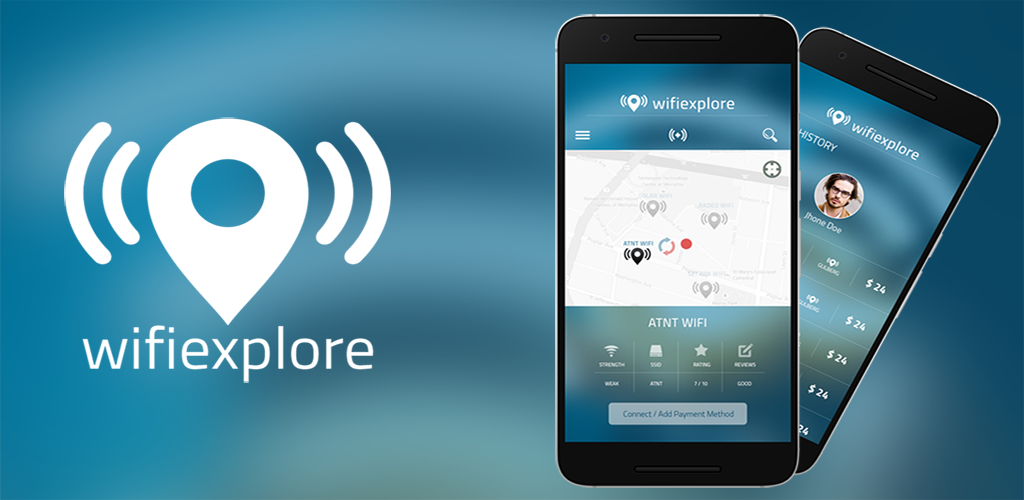 wifiexplore
wifiexplore
ATNT WIFI
ATNT WIFI
STRENGTH SSID RATING REVIEWS
WEAK ATNT 7 / 10 GOOD
Connect / Add Payment Method
wifiexplore
HISTORY
Jhone Doe
GULBERG $ 24
GULBERG $ 24
$ 24
$ 24